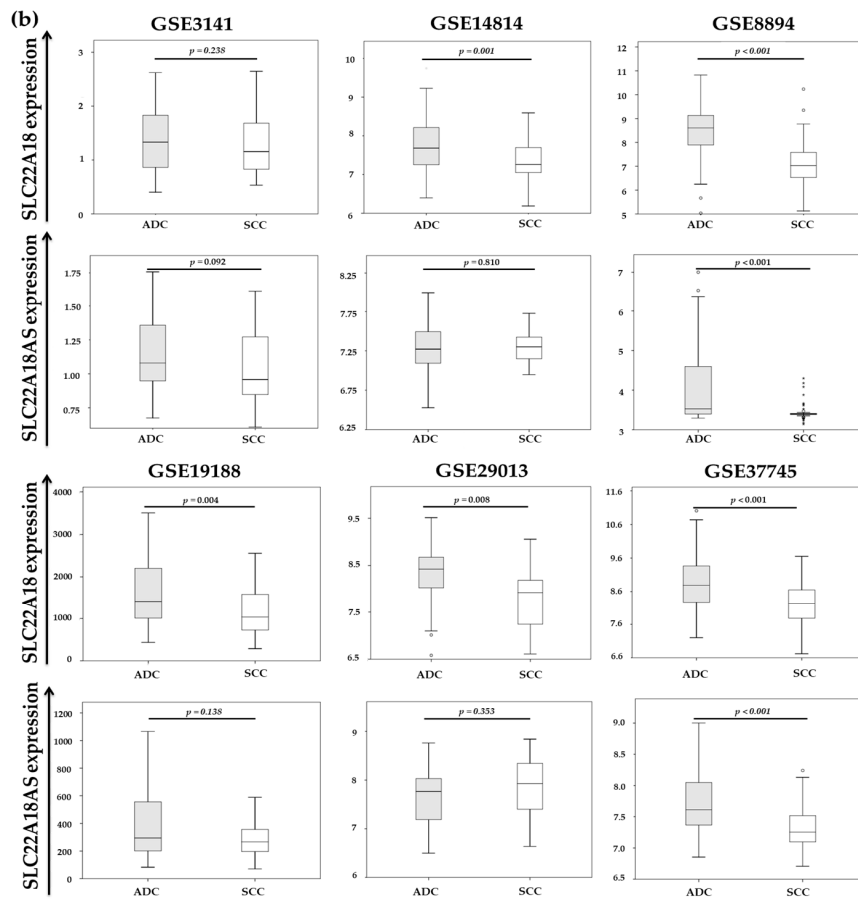 (b)
GSE3141 GSE14814 GSE8894
SLC22A18 expression
p = 0.238
3
2
1
0
ADC SCC
p = 0.001
10
9
8
7
6
ADC SCC
p < 0.001
12
11
10
9
8
7
6
5
ADC SCC
SLC22A18AS expression
p = 0.092
1.75
1.50
1.25
1.00
0.75
ADC SCC
p = 0.810
8.25
7.75
7.25
6.75
6.25
ADC SCC
p < 0.001
7
6
5
4
3
ADC SCC
GSE19188 GSE29013 GSE37745
SLC22A18 expression
p = 0.004
4000
3000
2000
1000
0
ADC SCC
p = 0.008
9.5
8.5
7.5
6.5
ADC SCC
p < 0.001
11.6
10.6
9.6
8.6
7.6
6.6
ADC SCC
SLC22A18AS expression
p = 0.138
1200
1000
800
600
400
200
0
ADC SCC
p = 0.353
9
8
7
6
ADC SCC
p < 0.001
9.0
8.5
8.0
7.5
7.0
6.5
ADC SCC